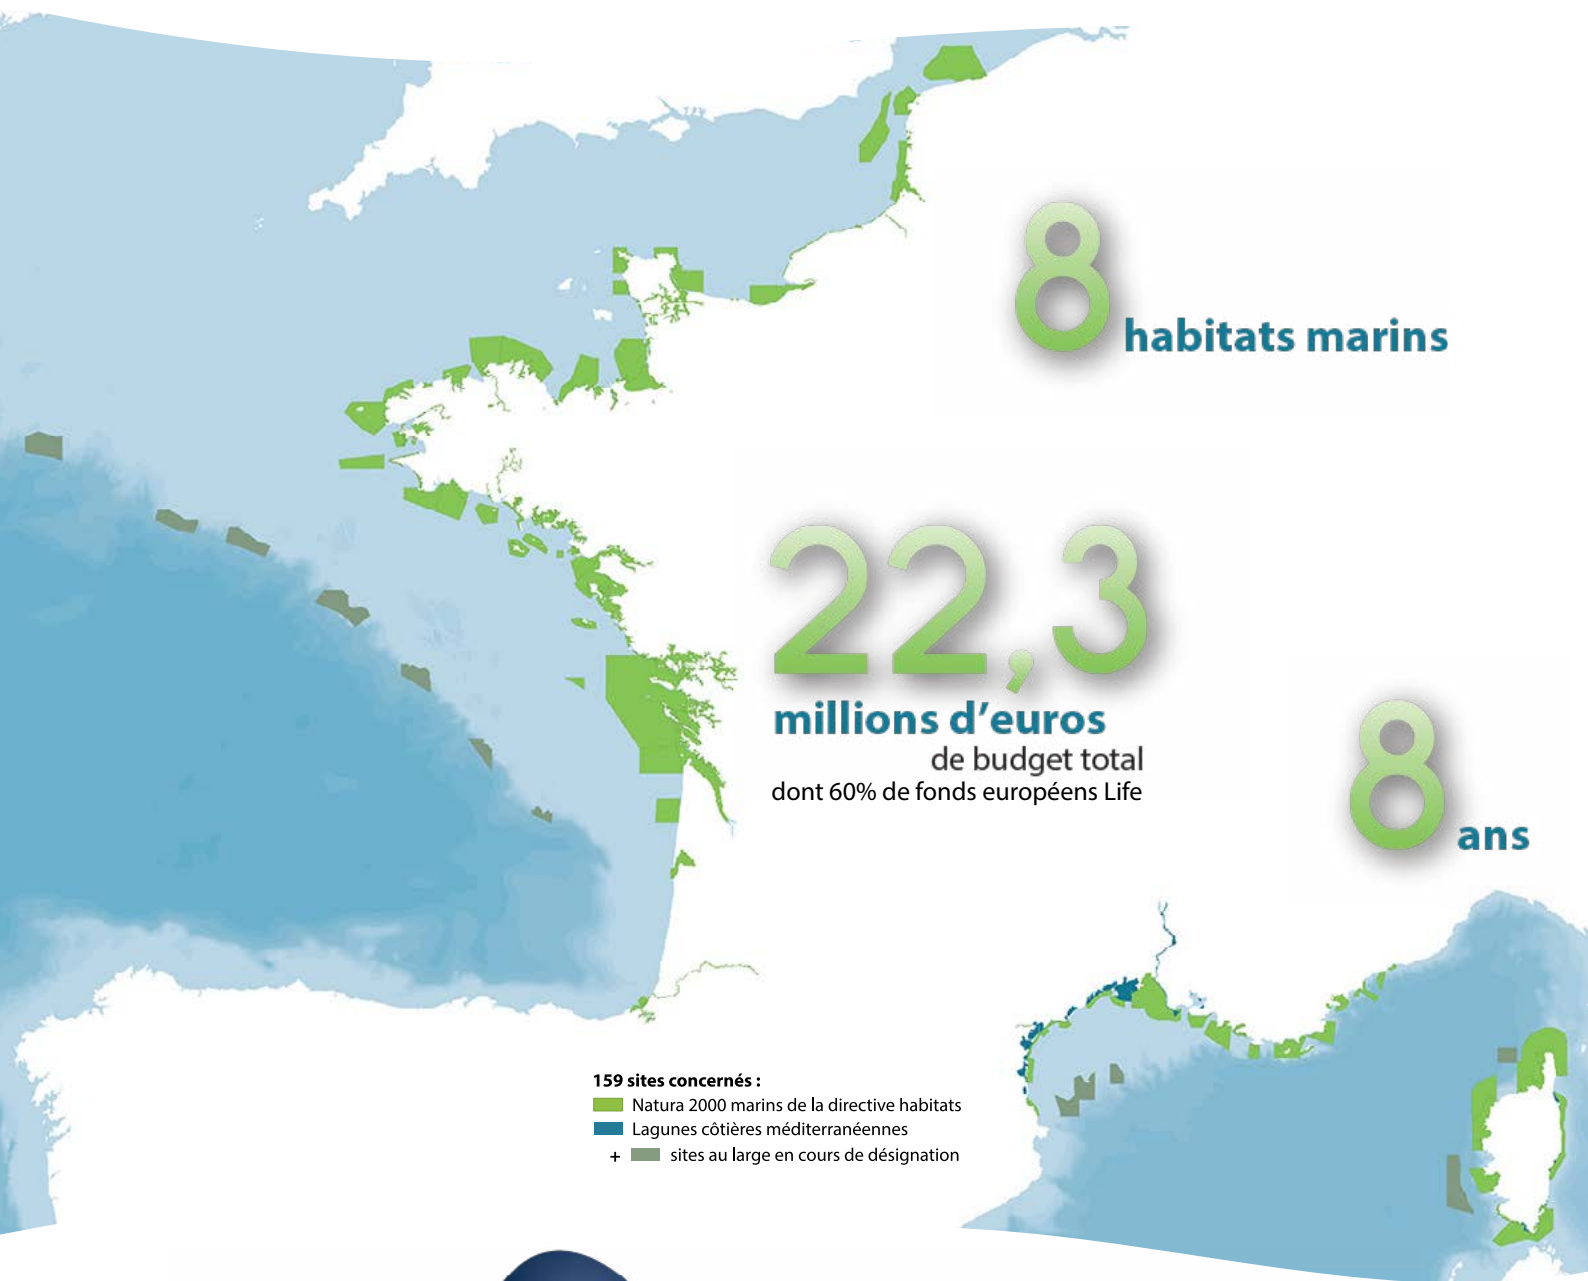 8
habitats marins
22,3
millions d’euros
de budget total
dont 60% de fonds européens Life
8
ans
159 sites concernés :
Natura 2000 marins de la directive habitats
Lagunes côtières méditerranéennes
+ sites au large en cours de désignation